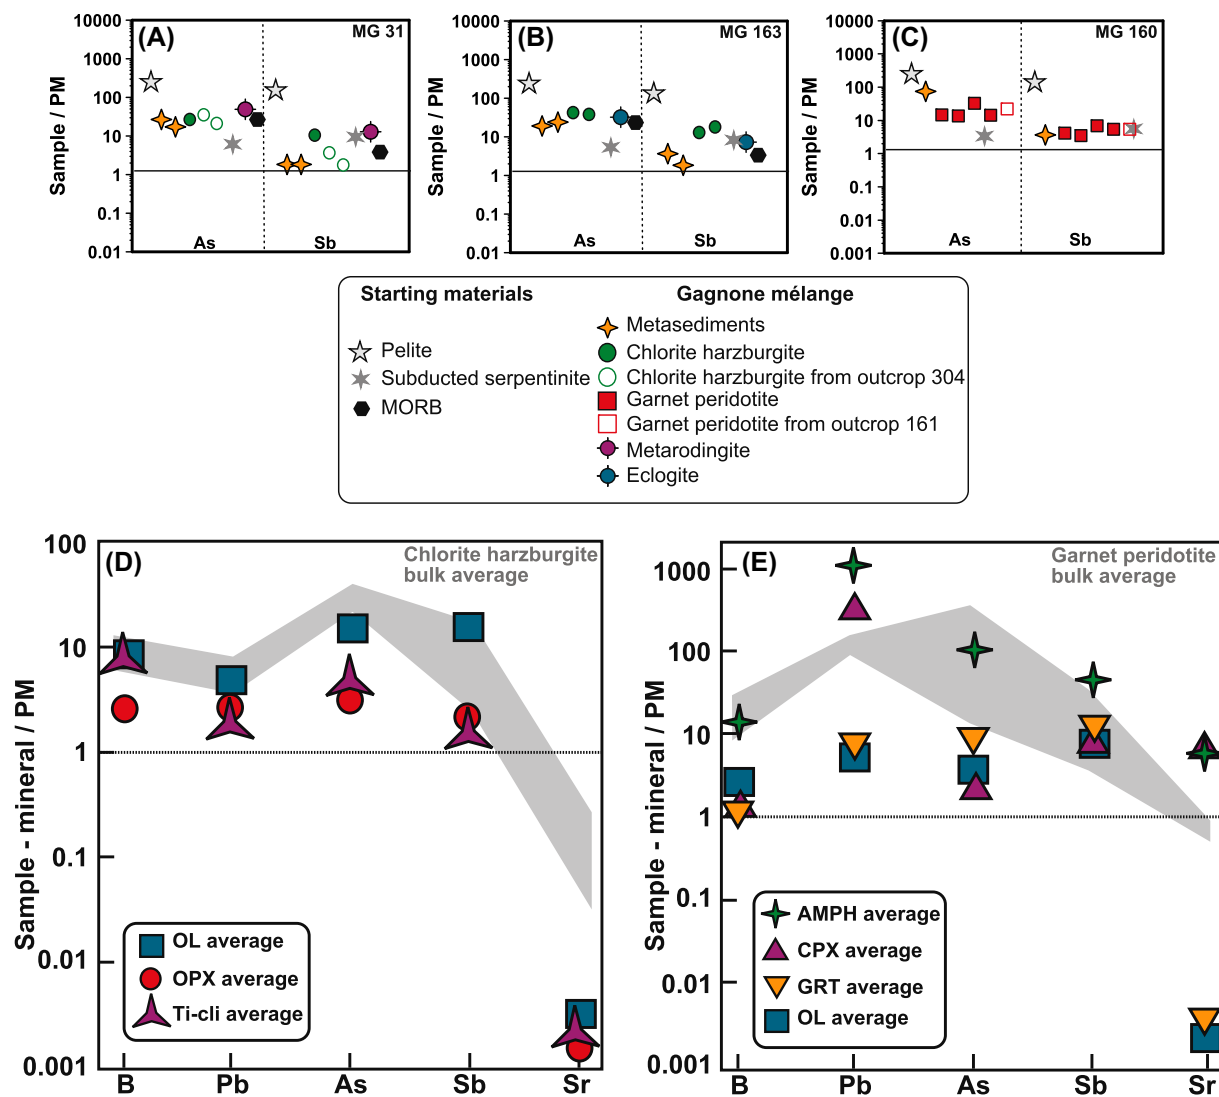 (A)
MG 31
10000
1000
100
10
1
0.1
0.01
Sample / PM
As
Sb
(B)
MG 163
10000
1000
100
10
1
0.1
0.01
Sample / PM
As
Sb
(C)
MG 160
10000
1000
100
10
1
0.1
0.01
.001
Sample / PM
As
Sb
Starting materials
Pelite
Subducted serpentinite
MORB
Gagnone mélange
Metasediments
Chlorite harzburgite
Chlorite harzburgite from outcrop 304
Garnet peridotite
Garnet peridotite from outcrop 161
Metarodingite
Eclogite
(D)
Chlorite harzburgite
bulk average
100
10
1
0.1
0.01
0.001
Sample - mineral / PM
OL average
OPX average
Ti-cli average
B
Pb
As
Sb
Sr
(E)
Garnet peridotite
bulk average
1000
100
10
1
0.1
0.01
0.001
Sample - mineral / PM
AMPH average
CPX average
GRT average
OL average
B
Pb
As
Sb
Sr